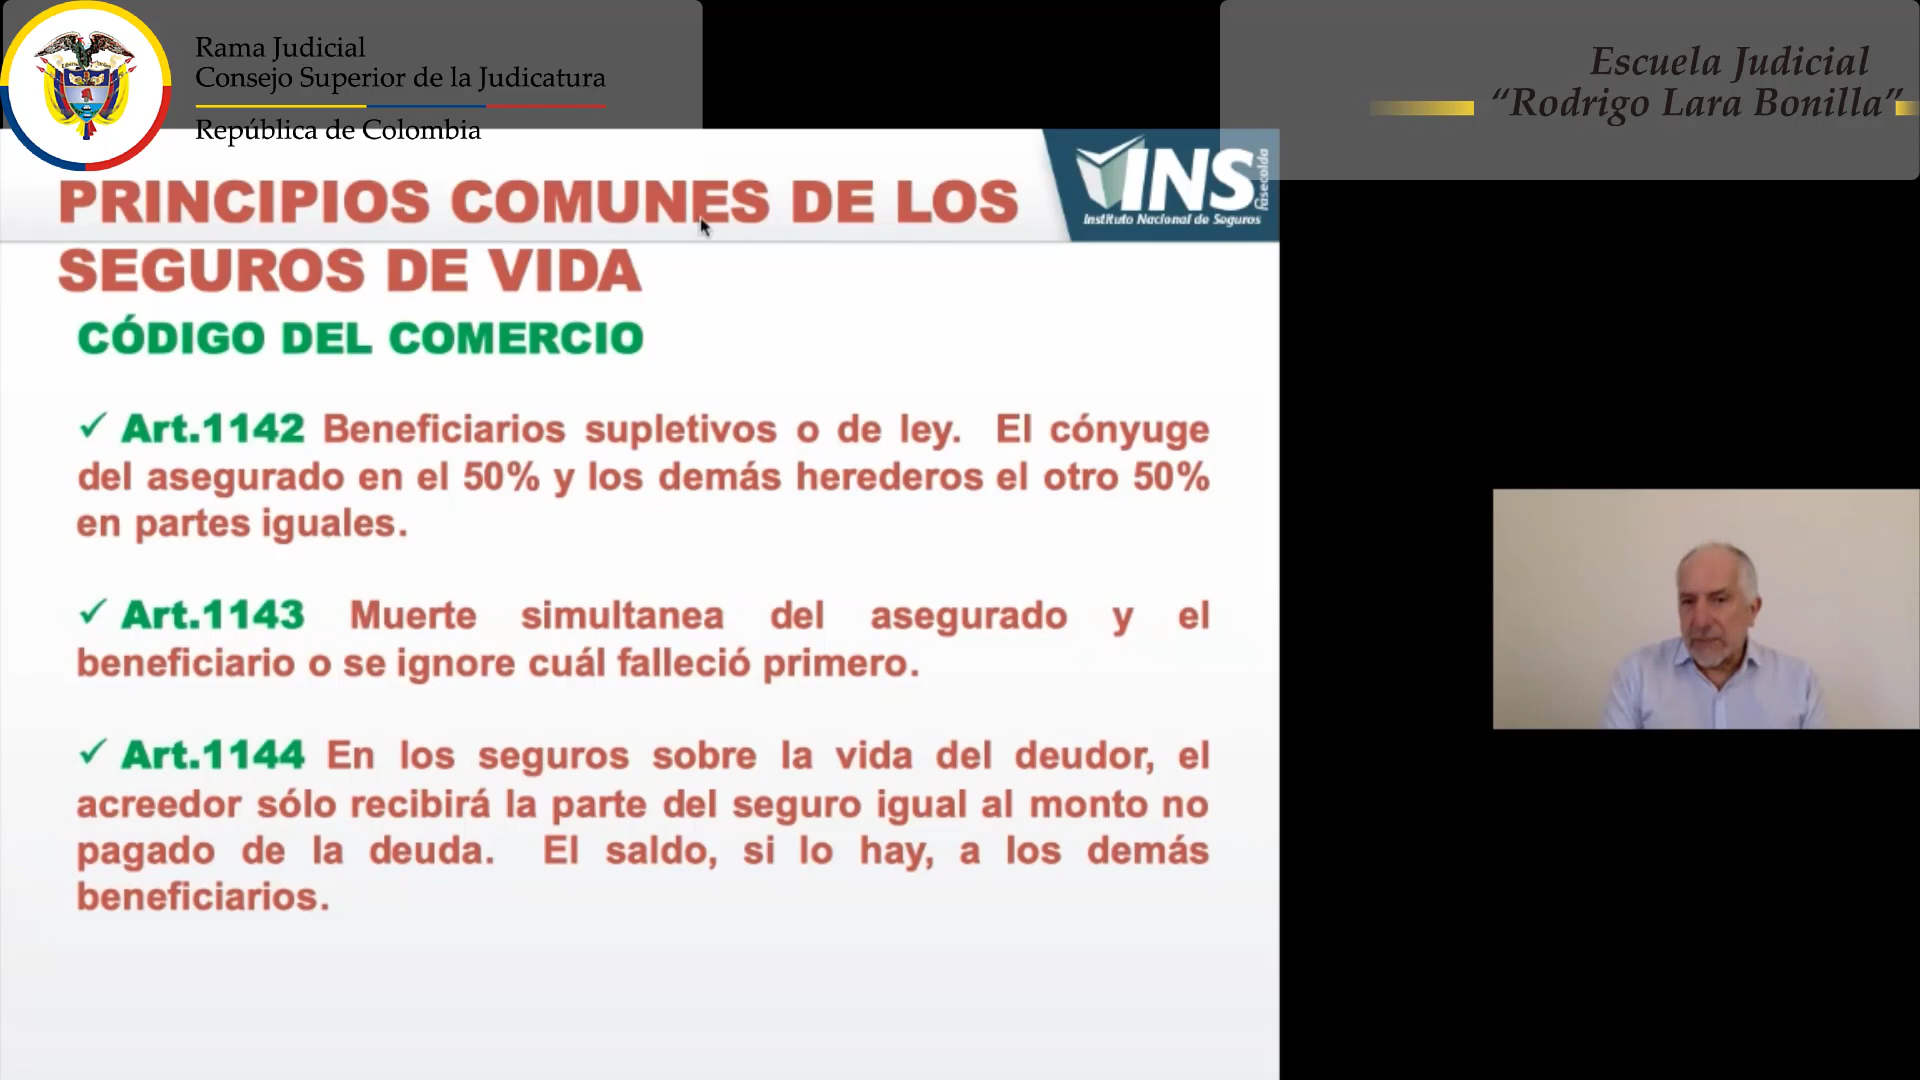 Rama Judicial
Consejo Superior de la Judicatura
República de Colombia
Escuela Judicial
“Rodrigo Lara Bonilla”
INS
fasecolda
Instituto Nacional de Seguros
PRINCIPIOS COMUNES DE LOS
SEGUROS DE VIDA
CÓDIGO DEL COMERCIO
✓ Art.1142 Beneficiarios supletivos o de ley. El cónyuge
del asegurado en el 50% y los demás herederos el otro 50%
en partes iguales.
✓ Art.1143 Muerte simultanea del asegurado y el
beneficiario o se ignore cuál falleció primero.
✓ Art.1144 En los seguros sobre la vida del deudor, el
acreedor sólo recibirá la parte del seguro igual al monto no
pagado de la deuda. El saldo, si lo hay, a los demás
beneficiarios.